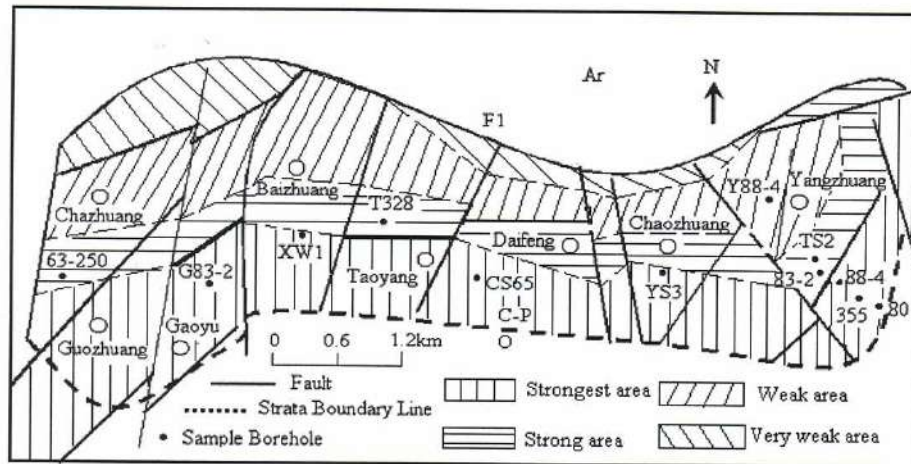 Ar
N
F1
Baizhuang
Y88-4
Yangzhuang
Chazhuang
T328
Chaozhuang
Daifeng
TS2
63-250
G83-2
XW1
Taoyang
CS65
YS3
83-2
88-4
355
80
C-P
Guozhuang
Gaoyu
0 0.6 1.2km
Fault
Strata Boundary Line
Sample Borehole
Strongest area
Weak area
Strong area
Very weak area